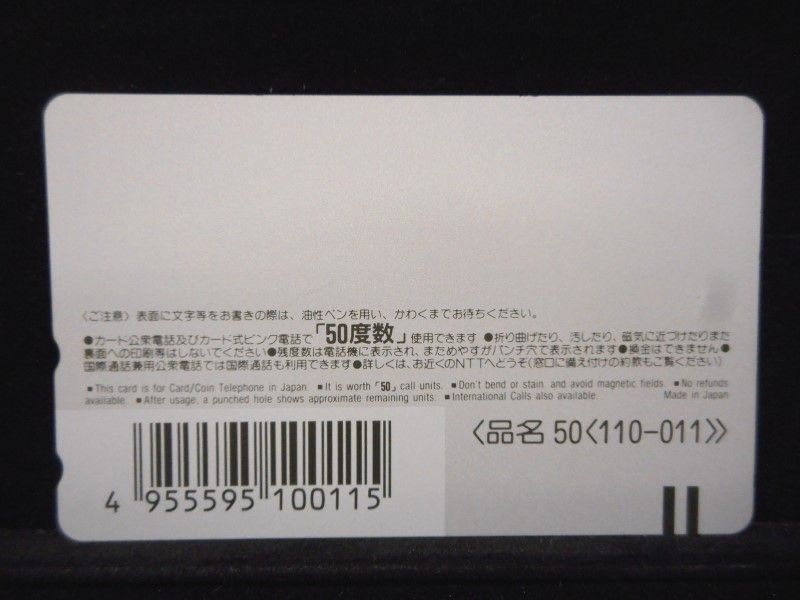 〈ご注意〉表面に文字等をお書きの際は、油性ペンを用い、かわくまでお待ちください。
●カード公衆電話及びカード式ピンク電話で「50度数」使用できます ●折り曲げたり、汚したり、磁気に近づけたりまた
裏面への印刷等はしないでください●残度数は電話機に表示され、まためやすがパンチ穴で表示されます●換金はできません●
国際通話兼用公衆電話では国際通話も利用できます●詳しくは、お近くのNTTへどうぞ(窓口に備え付けの約款もご覧ください)
■This card is for Card/Coin Telephone in Japan. ■It is worth「50」call units. ■Don't bend or stain and avoid magnetic fields ■No refunds
available. ■After usage, a punched hole shows approximate remaining units. ■International Calls also available. Made in Japan
〈品名 50〈110-011〉〉
4 955595 100115